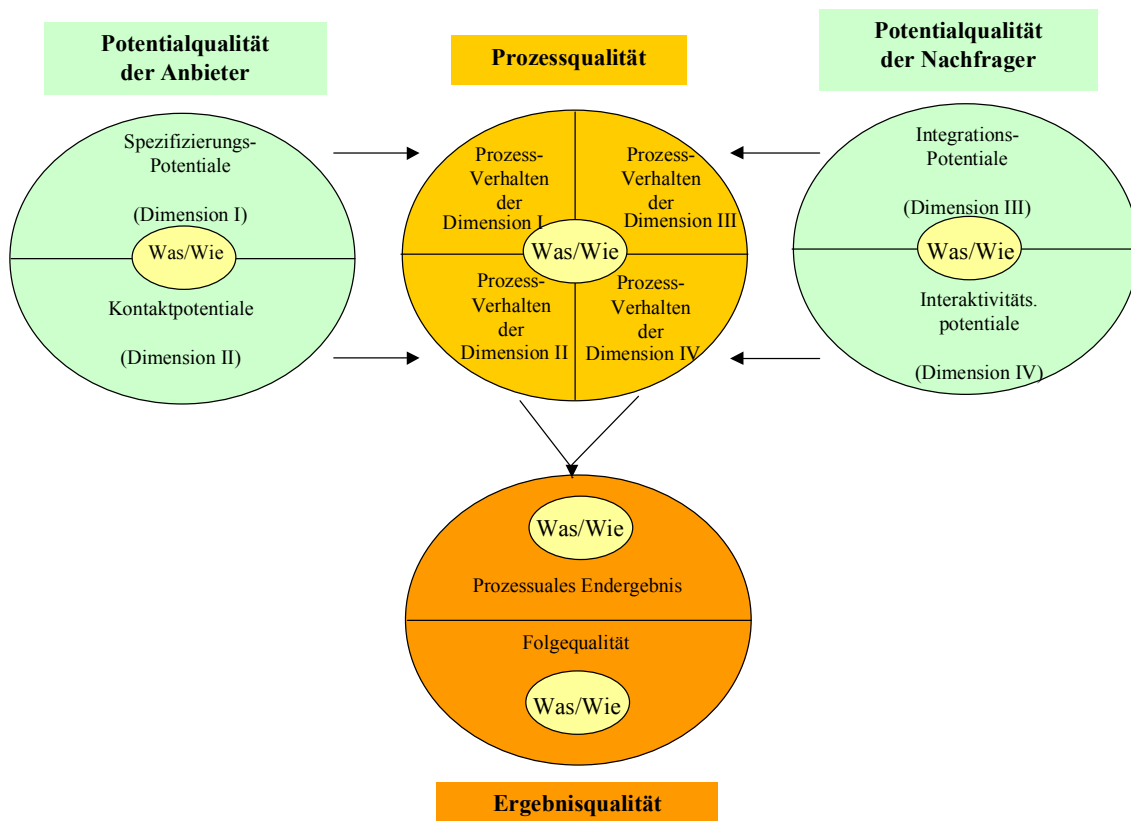 Potentialqualität
der Anbieter
Prozessqualität
Potentialqualität
der Nachfrager
Spezifizierungs-
Potentiale
(Dimension I)
Was/Wie
Kontaktpotentiale
(Dimension II)
Prozess-
Verhalten
der
Dimension I
Prozess-
Verhalten
der
Dimension III
Was/Wie
Prozess-
Verhalten
der
Dimension II
Prozess-
Verhalten
der
Dimension IV
Integrations-
Potentiale
(Dimension III)
Was/Wie
Interaktivitäts.
potentiale
(Dimension IV)
Was/Wie
Prozessuales Endergebnis
Folgequalität
Was/Wie
Ergebnisqualität